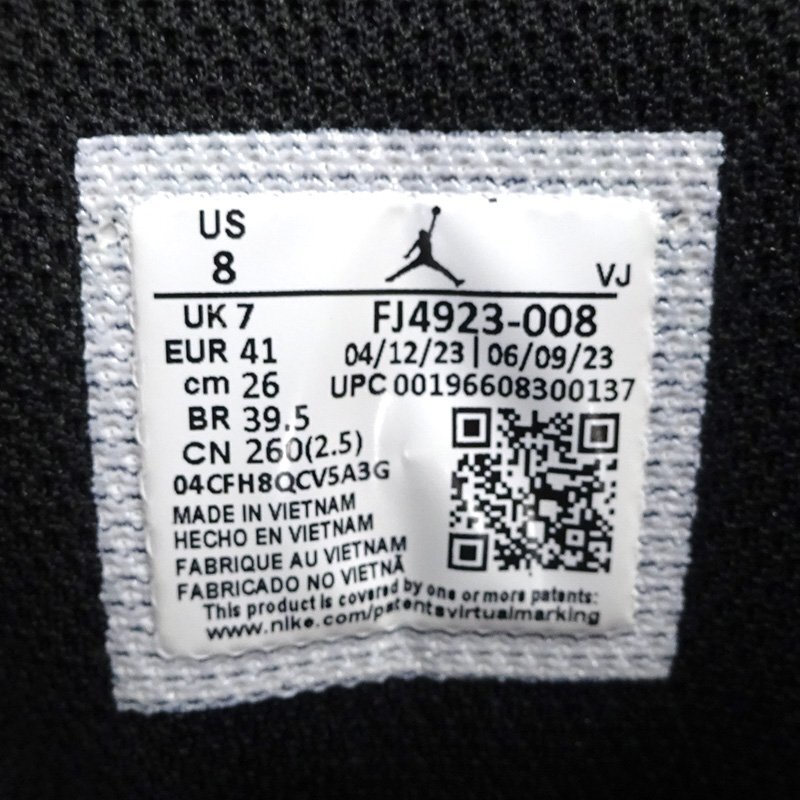 US
8
VJ
UK 7
FJ4923-008
EUR 41
04/12/23 | 06/09/23
cm 26
UPC 00196608300137
BR 39.5
CN 260(2.5)
04CFH8QCV5A3G
MADE IN VIETNAM
HECHO EN VIETNAM
FABRIQUE AU VIETNAM
FABRICADO NO VIETNÃ
This product is covered by one or more patents:
www.nike.com/patentsvirtualmarking